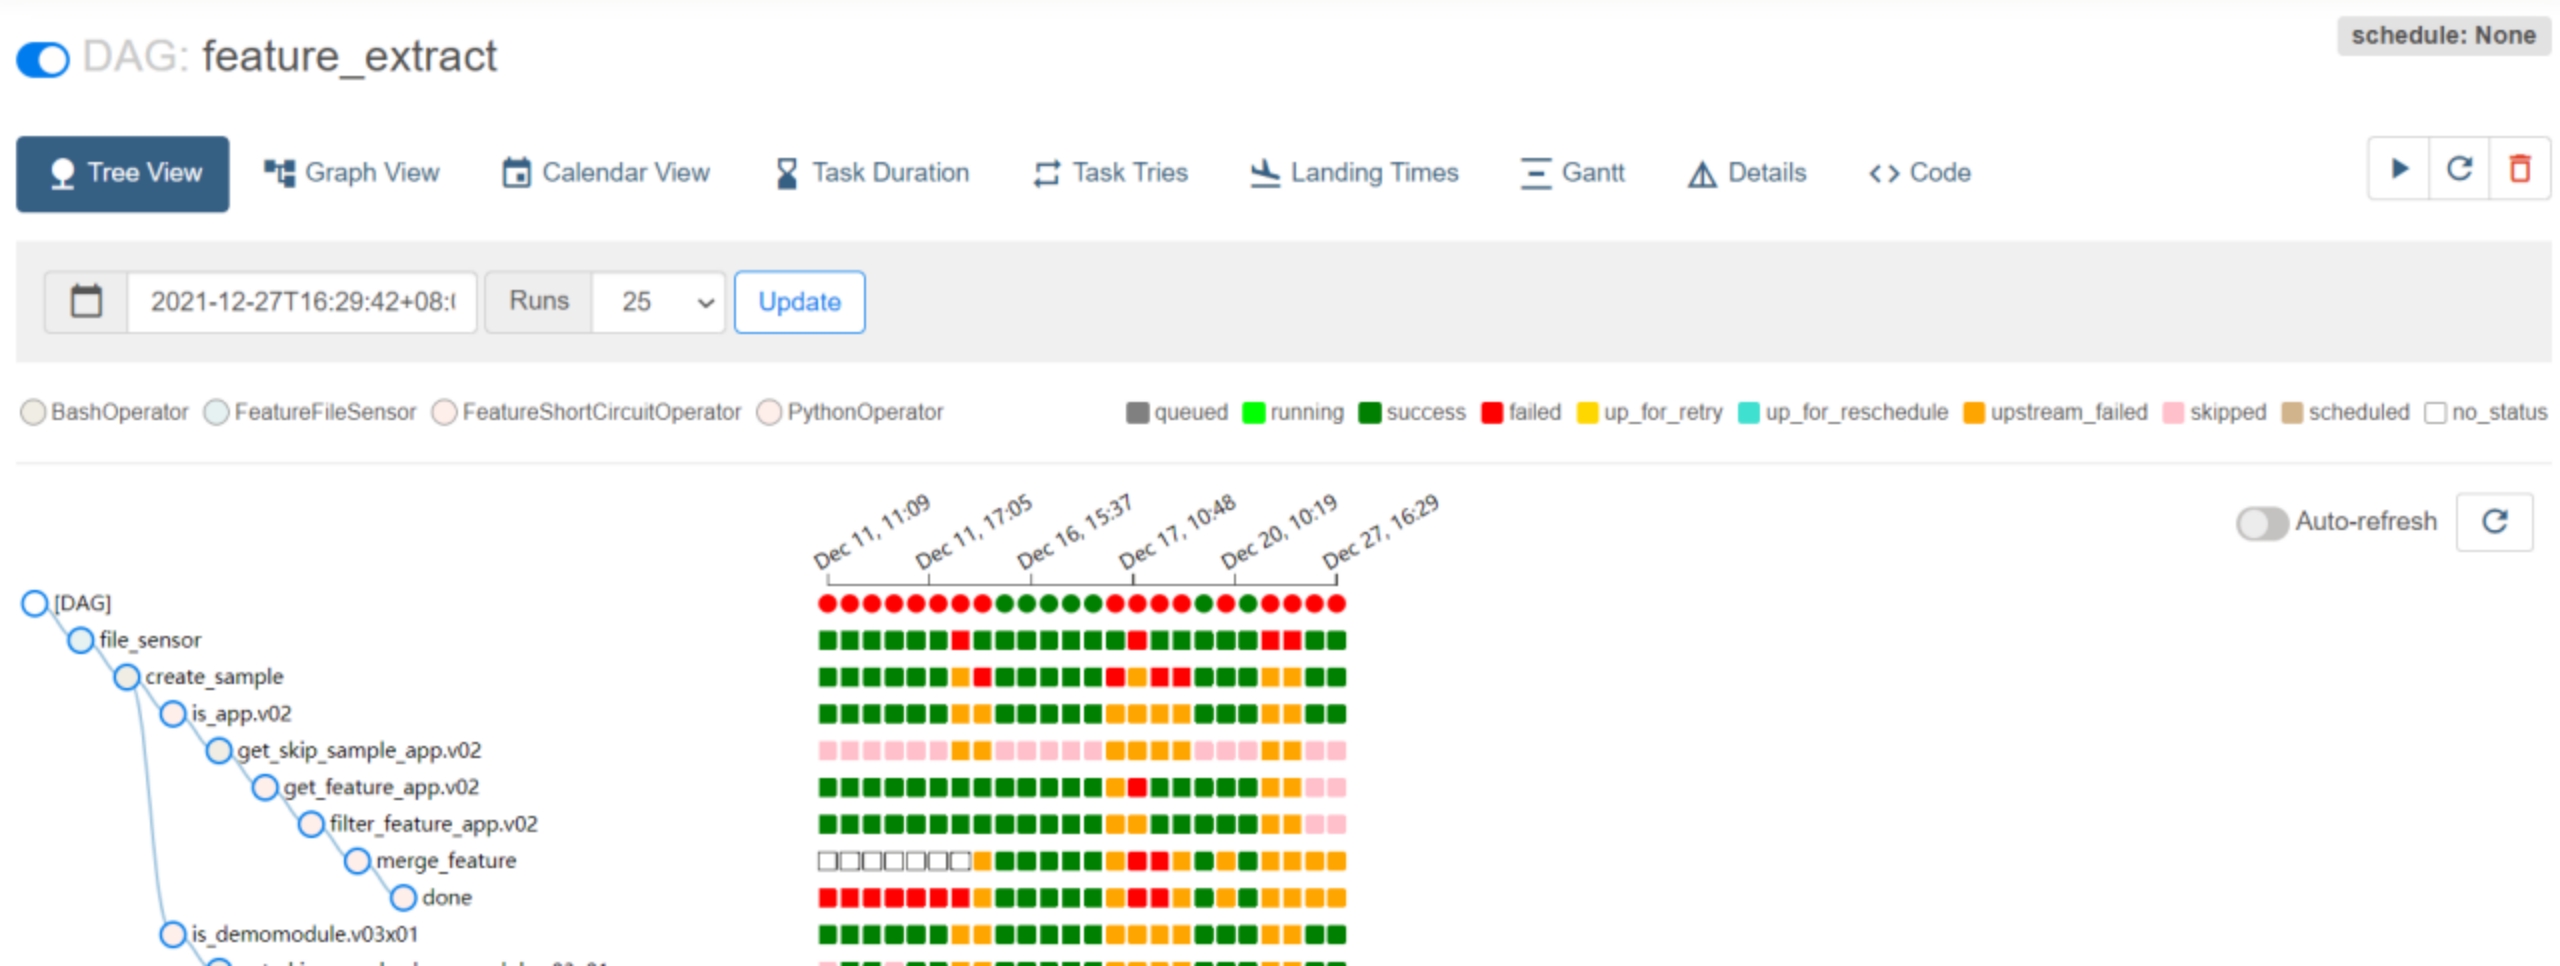 DAG: feature_extract
schedule: None
Tree View Graph View Calendar View Task Duration Task Tries Landing Times Gantt Details <> Code
2021-12-27T16:29:42+08:( Runs 25 Update
BashOperator FeatureFileSensor FeatureShortCircuitOperator PythonOperator queued running success failed up_for_retry up_for_reschedule upstream_failed skipped scheduled no_status
Dec 11, 11:09 Dec 11, 17:05 Dec 16, 15:37 Dec 17, 10:48 Dec 20, 10:19 Dec 27, 16:29
Auto-refresh
[DAG]
file_sensor
create_sample
is_app.v02
get_skip_sample_app.v02
get_feature_app.v02
filter_feature_app.v02
merge_feature
done
is_demomodule.v03x01